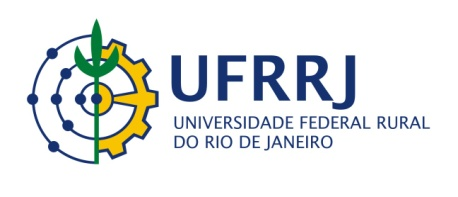 UFRRJ
UNIVERSIDADE FEDERAL RURAL
DO RIO DE JANEIRO